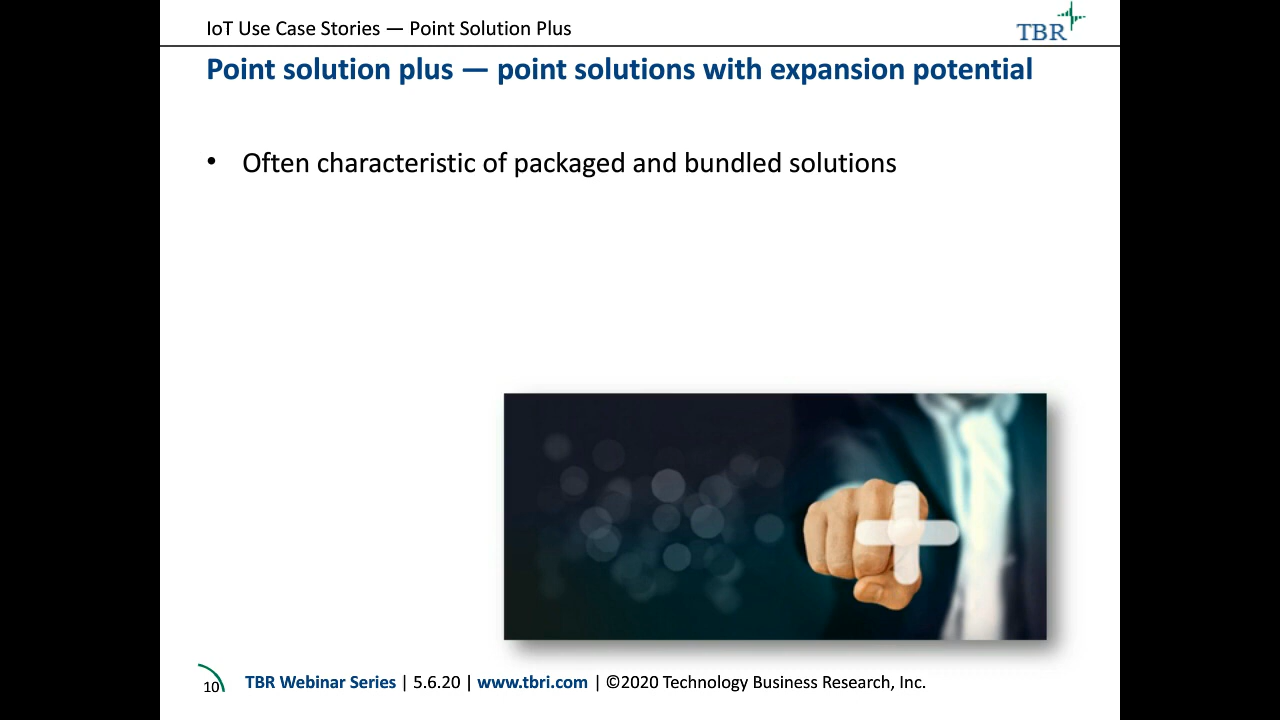 IoT Use Case Stories — Point Solution Plus
TBR
Point solution plus — point solutions with expansion potential
• Often characteristic of packaged and bundled solutions
10 TBR Webinar Series | 5.6.20 | www.tbri.com | ©2020 Technology Business Research, Inc.